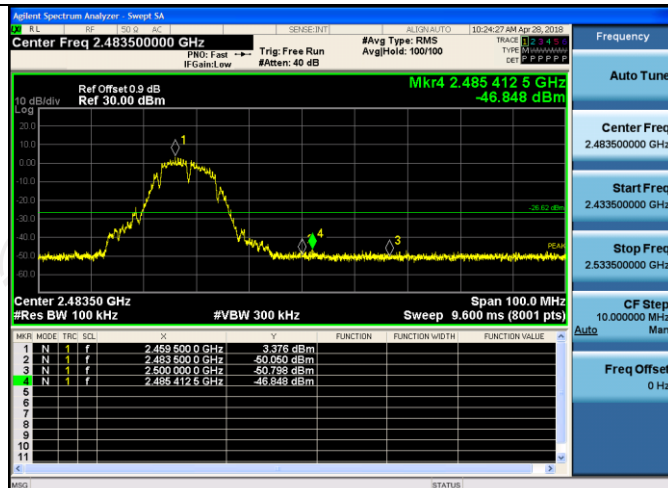 Agilent Spectrum Analyzer - Swept SA
RL RF 50 Ω AC SENSE:INT ALIGNAUTO 10:24:27 AM Apr 28, 2018
Center Freq 2.483500000 GHz
PNO: Fast
IFGain:Low
Trig: Free Run
#Atten: 40 dB
#Avg Type: RMS
Avg|Hold: 100/100
TRACE 1 2 3 4 5
TYPE M
DET P P P P P P
Frequency
Mkr4 2.485 412 5 GHz
-46.848 dBm
Ref Offset 0.9 dB
10 dB/div Ref 30.00 dBm
Log
20.0
10.0
0.00
-10.0
-20.0
-30.0
-40.0
-50.0
-60.0
1
4
3
-26.62 dBm
PEAK
Center 2.48350 GHz Span 100.0 MHz
#Res BW 100 kHz #VBW 300 kHz Sweep 9.600 ms (8001 pts)
MKR MODE TRC SCL X Y FUNCTION FUNCTION WIDTH FUNCTION VALUE
1 N 1 f 2.459 500 0 GHz 3.376 dBm
2 N 1 f 2.483 500 0 GHz -50.050 dBm
3 N 1 f 2.500 000 0 GHz -50.798 dBm
4 N 1 f 2.485 412 5 GHz -46.848 dBm
5
6
7
8
9
10
11
MSG STATUS
Auto Tune
Center Freq
2.483500000 GHz
Start Freq
2.433500000 GHz
Stop Freq
2.533500000 GHz
CF Step
10.000000 MHz
Auto Man
Freq Offset
0 Hz